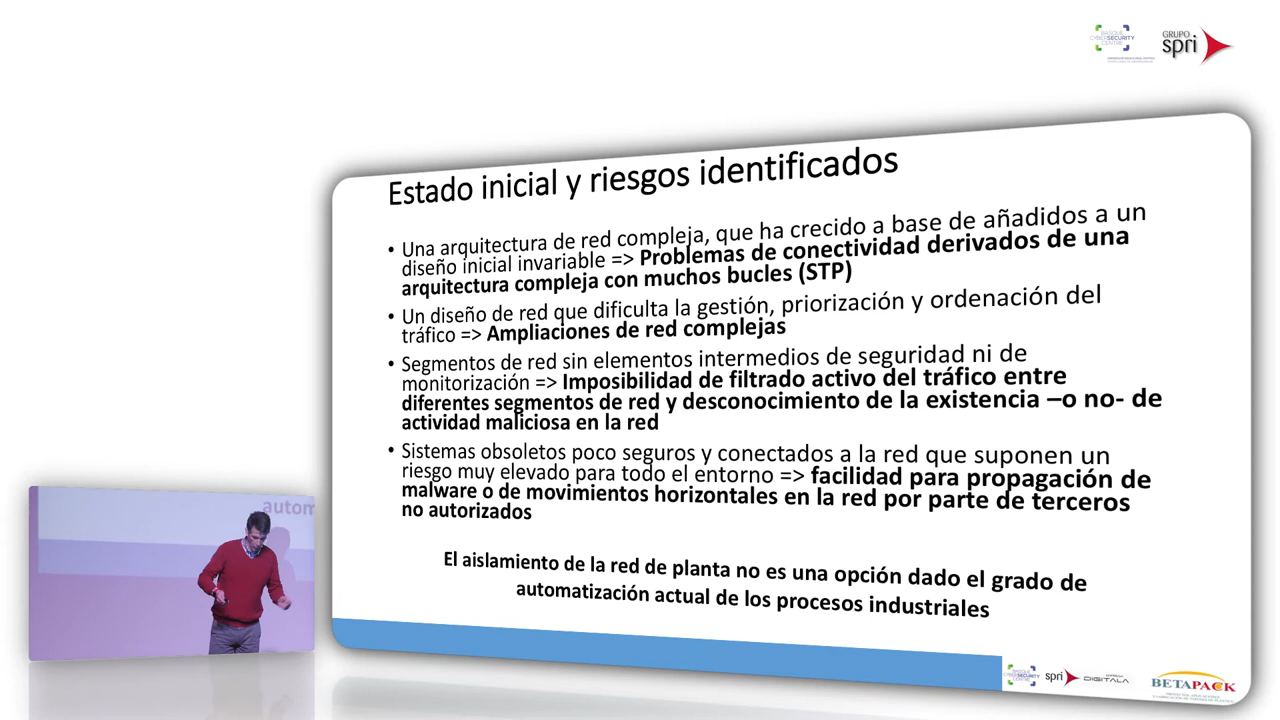 BASQUE
CYBERSECURITY
CENTRE
GRUPO
spri
Estado inicial y riesgos identificados
• Una arquitectura de red compleja, que ha crecido a base de añadidos a un
diseño inicial invariable => Problemas de conectividad derivados de una
arquitectura compleja con muchos bucles (STP)
• Un diseño de red que dificulta la gestión, priorización y ordenación del
tráfico => Ampliaciones de red complejas
• Segmentos de red sin elementos intermedios de seguridad ni de
monitorización => Imposibilidad de filtrado activo del tráfico entre
diferentes segmentos de red y desconocimiento de la existencia –o no- de
actividad maliciosa en la red
• Sistemas obsoletos poco seguros y conectados a la red que suponen un
riesgo muy elevado para todo el entorno => facilidad para propagación de
malware o de movimientos horizontales en la red por parte de terceros
no autorizados
El aislamiento de la red de planta no es una opción dado el grado de
automatización actual de los procesos industriales
autom
spri
DIGITALA
BETAPACK